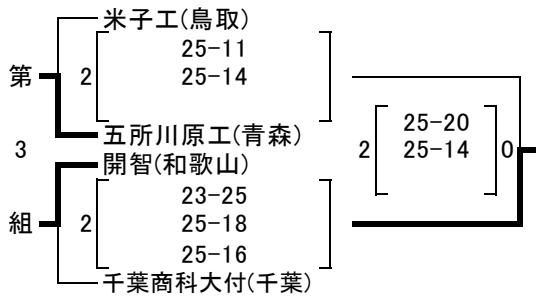 米子工(鳥取)
25-11
25-14
第 2
五所川原工(青森)
25-20
3
2 25-14 0
開智(和歌山)
23-25
組 2 25-18
25-16
千葉商科大付(千葉)